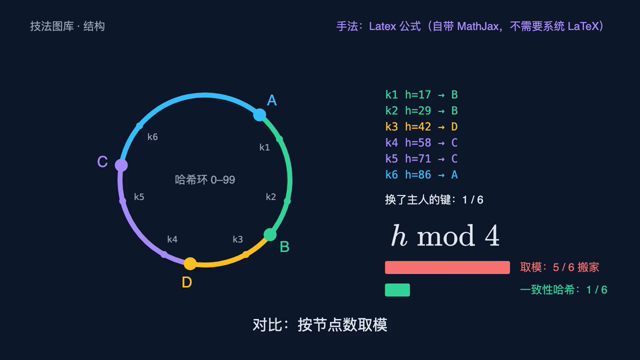 技法图库 · 结构
手法：Latex 公式（自带 MathJax，不需要系统 LaTeX）
A
k1 h=17 → B
k2 h=29 → B
k3 h=42 → D
k4 h=58 → C
k5 h=71 → C
k6 h=86 → A
k6
k1
C
哈希环 0–99
k5
k2
换了主人的键：1 / 6
k4
k3
B
h mod 4
D
取模：5 / 6 搬家
一致性哈希：1 / 6
对比：按节点数取模